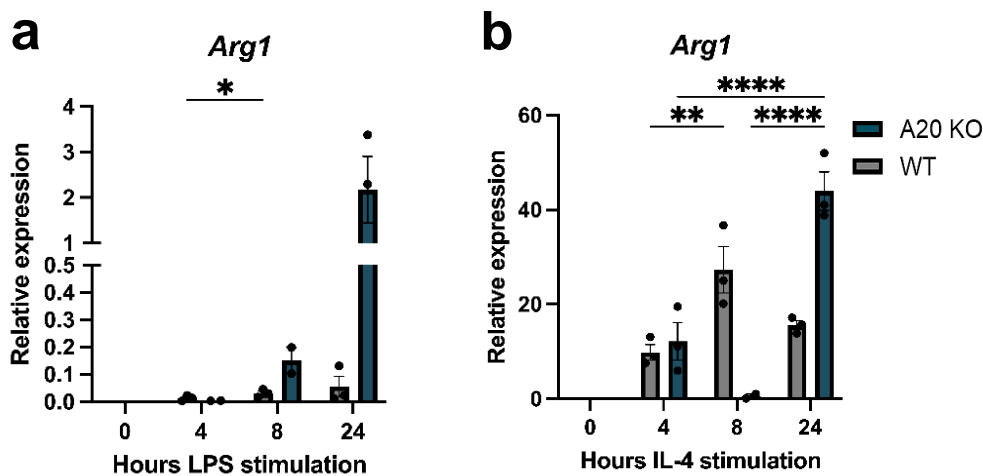 a
Arg1
*
Relative expression
4
3
2
1
0.5
0.4
0.3
0.2
0.1
0.0
0 4 8 24
Hours LPS stimulation
b
Arg1
****
** ****
Relative expression
60
40
20
0
0 4 8 24
Hours IL-4 stimulation
A20 KO
WT